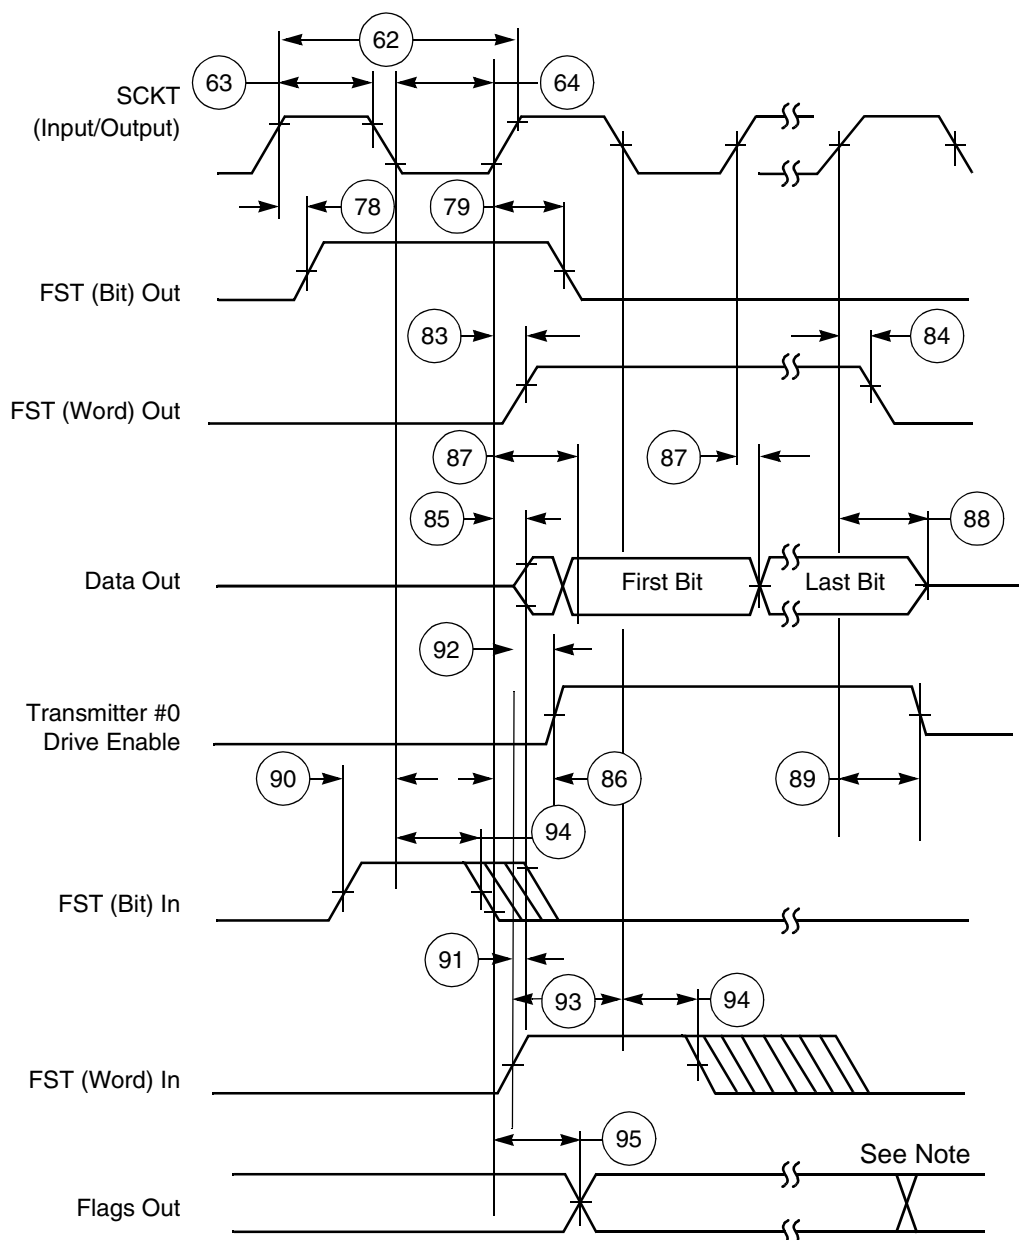 62
63
64
SCKT
(Input/Output)
78
79
FST (Bit) Out
83
84
FST (Word) Out
87
87
85
88
Data Out
First Bit
Last Bit
92
Transmitter #0
Drive Enable
90
86
89
94
FST (Bit) In
91
93
94
FST (Word) In
95
See Note
Flags Out